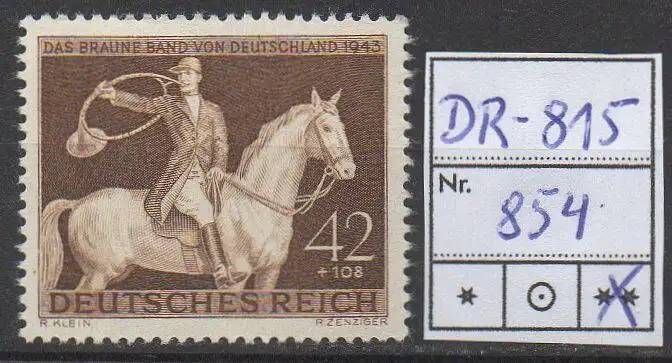 DAS BRAUNE BAND VON DEUTSCHLAND 1943
42
+108
DEUTSCHES REICH
R. KLEIN R. ZENZIGER
DR-815
Nr.
854